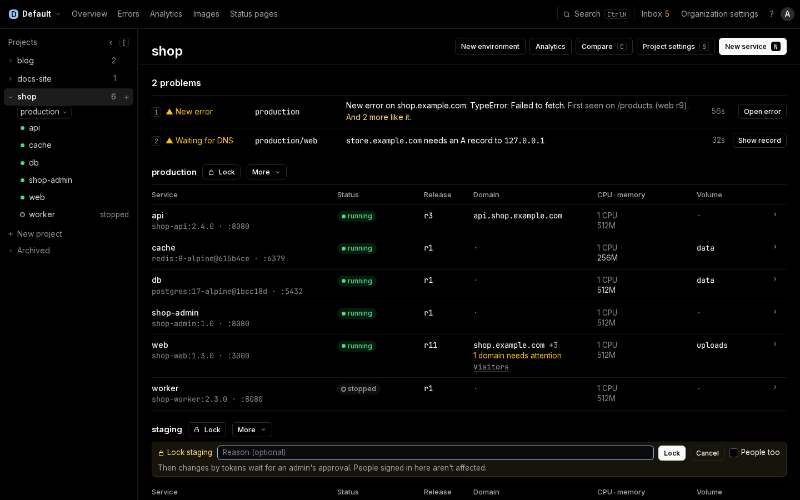 Default Overview Errors Analytics Images Status pages Search CtrlK Inbox 5 Organization settings ? A
Projects [
blog 2
docs-site 1
shop 6 +
production
api
cache
db
shop-admin
web
worker stopped
+ New project
Archived
shop
New environment Analytics Compare C Project settings S New service N
2 problems
1 New error production New error on shop.example.com: TypeError: Failed to fetch. First seen on /products (web r9). And 2 more like it. 56s Open error
2 Waiting for DNS production/web store.example.com needs an A record to 127.0.0.1 32s Show record
production Lock More
Service Status Release Domain CPU · memory Volume
api running r3 api.shop.example.com 1 CPU -
shop-api:2.4.0 · :8080 512M
cache running r1 - 1 CPU data
redis:8-alpine@615b4ce · :6379 256M
db running r1 - 1 CPU data
postgres:17-alpine@1bcc18d · :5432 512M
shop-admin running r1 - 1 CPU -
shop-admin:1.0 · :8080 512M
web running r11 shop.example.com +3 1 CPU uploads
shop-web:1.3.0 · :3000 1 domain needs attention 512M
Visitors
worker stopped r1 - 1 CPU -
shop-worker:2.3.0 · :8080 512M
staging Lock More
Lock staging Reason (optional) Lock Cancel People too
Then changes by tokens wait for an admin's approval. People signed in here aren't affected.
Service Status Release Domain CPU · memory Volume